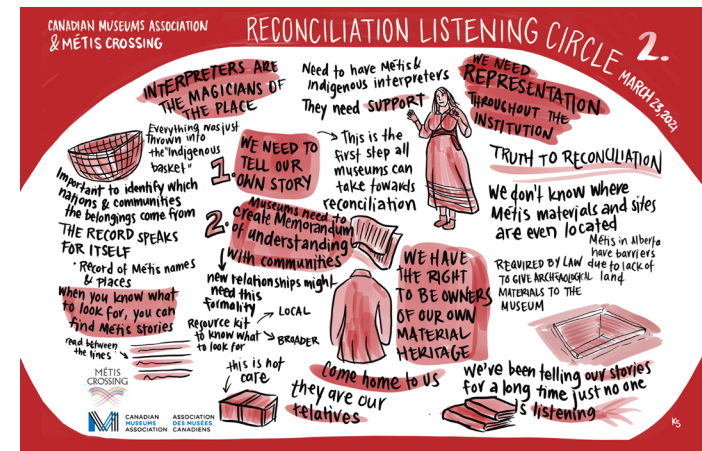 CANADIAN MUSEUMS ASSOCIATION
& MÉTIS CROSSING
RECONCILIATION LISTENING CIRCLE 2.
MARCH 23, 2021
INTERPRETERS ARE
THE MAGICIANS OF
THE PLACE
Need to have Métis &
Indigenous interpreters
They need SUPPORT
WE NEED
REPRESENTATION
THROUGHOUT THE
INSTITUTION
Everything was just
thrown into
the "Indigenous
basket"
Important to identify which
nations & communities
the belongings come from
THE RECORD SPEAKS
FOR ITSELF
• Record of Métis names
& places
When you know what
to look for, you can
find Métis stories
read between
the lines
1. WE NEED TO
TELL OUR
OWN STORY
This is the
first step all
museums can
take towards
reconciliation
2. Museums need to
create Memorandum
of understanding
with communities
new relationships might
need this
formality
Resource kit
to know what
to look for
LOCAL
BROADER
this is not
care
WE HAVE
THE RIGHT
TO BE OWNERS
OF OUR OWN
MATERIAL
HERITAGE
come home to us
they are our
relatives
TRUTH TO RECONCILIATION
We don't know where
Métis materials and sites
are even located
Métis in Alberta
have barriers
due to lack of
land
REQUIRED BY LAW
TO GIVE ARCHEOLOGICAL
MATERIALS TO THE
MUSEUM
we've been telling our stories
for a long time just no one
is listening
MÉTIS
CROSSING
CANADIAN
MUSEUMS
ASSOCIATION
ASSOCIATION
DES MUSÉES
CANADIENS
KS